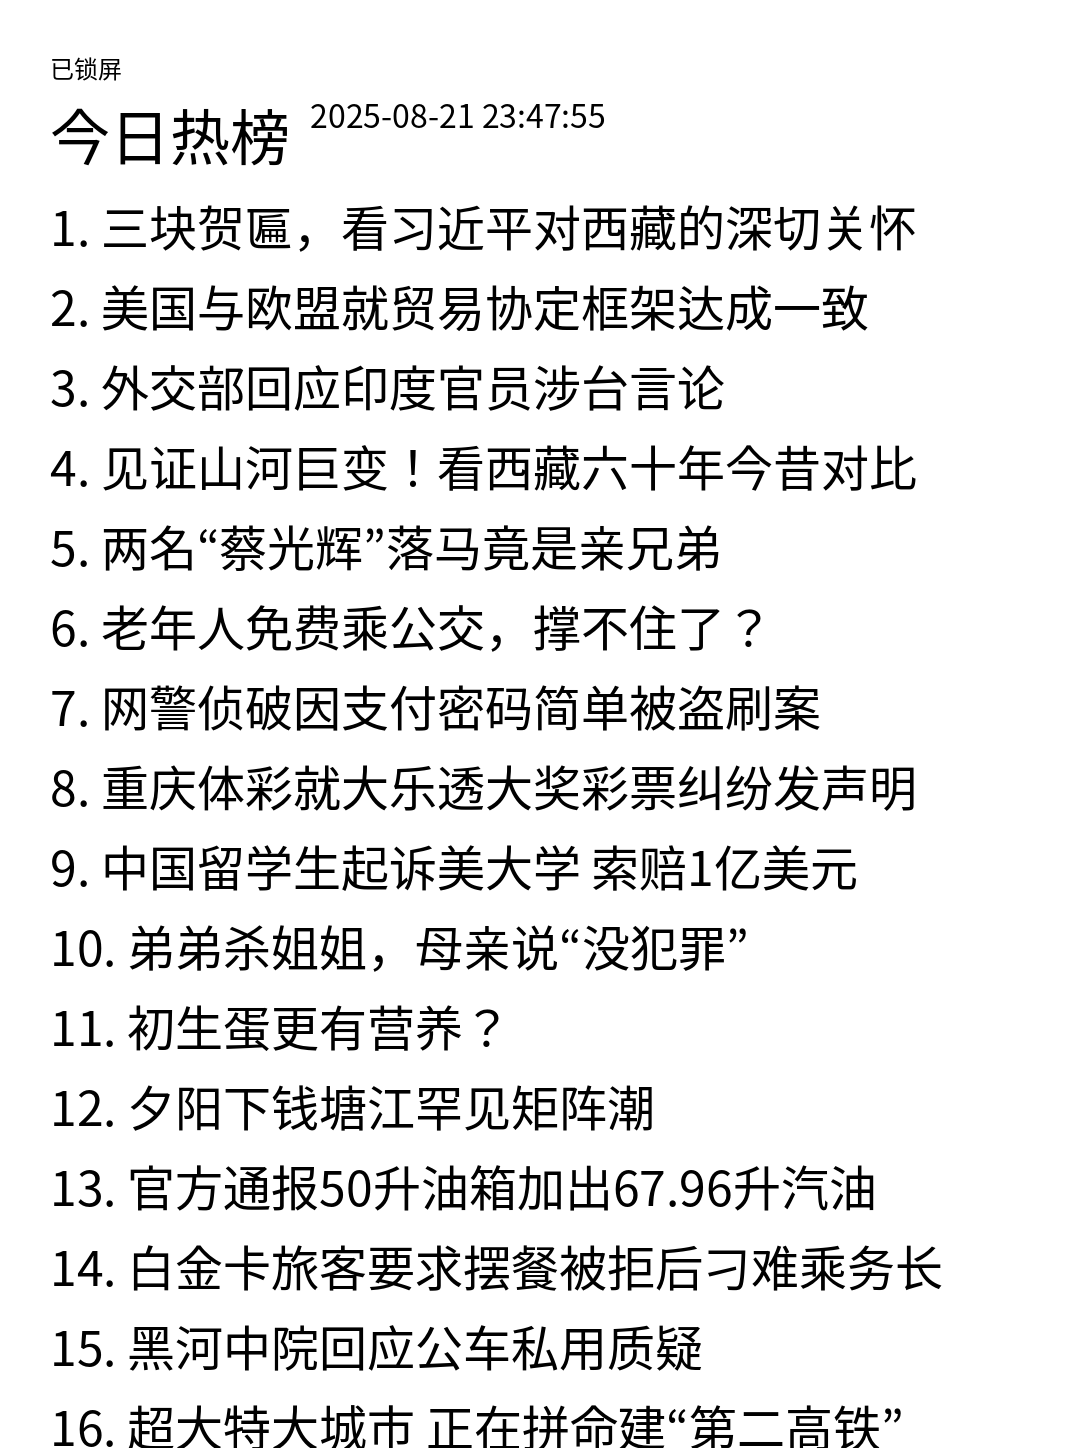 已锁屏
今日热榜 2025-08-21 23:47:55
1. 三块贺匾，看习近平对西藏的深切关怀
2. 美国与欧盟就贸易协定框架达成一致
3. 外交部回应印度官员涉台言论
4. 见证山河巨变！看西藏六十年今昔对比
5. 两名“蔡光辉”落马竟是亲兄弟
6. 老年人免费乘公交，撑不住了？
7. 网警侦破因支付密码简单被盗刷案
8. 重庆体彩就大乐透大奖彩票纠纷发声明
9. 中国留学生起诉美大学 索赔1亿美元
10. 弟弟杀姐姐，母亲说“没犯罪”
11. 初生蛋更有营养？
12. 夕阳下钱塘江罕见矩阵潮
13. 官方通报50升油箱加出67.96升汽油
14. 白金卡旅客要求摆餐被拒后刁难乘务长
15. 黑河中院回应公车私用质疑
16. 超大特大城市 正在拼命建“第二高铁”